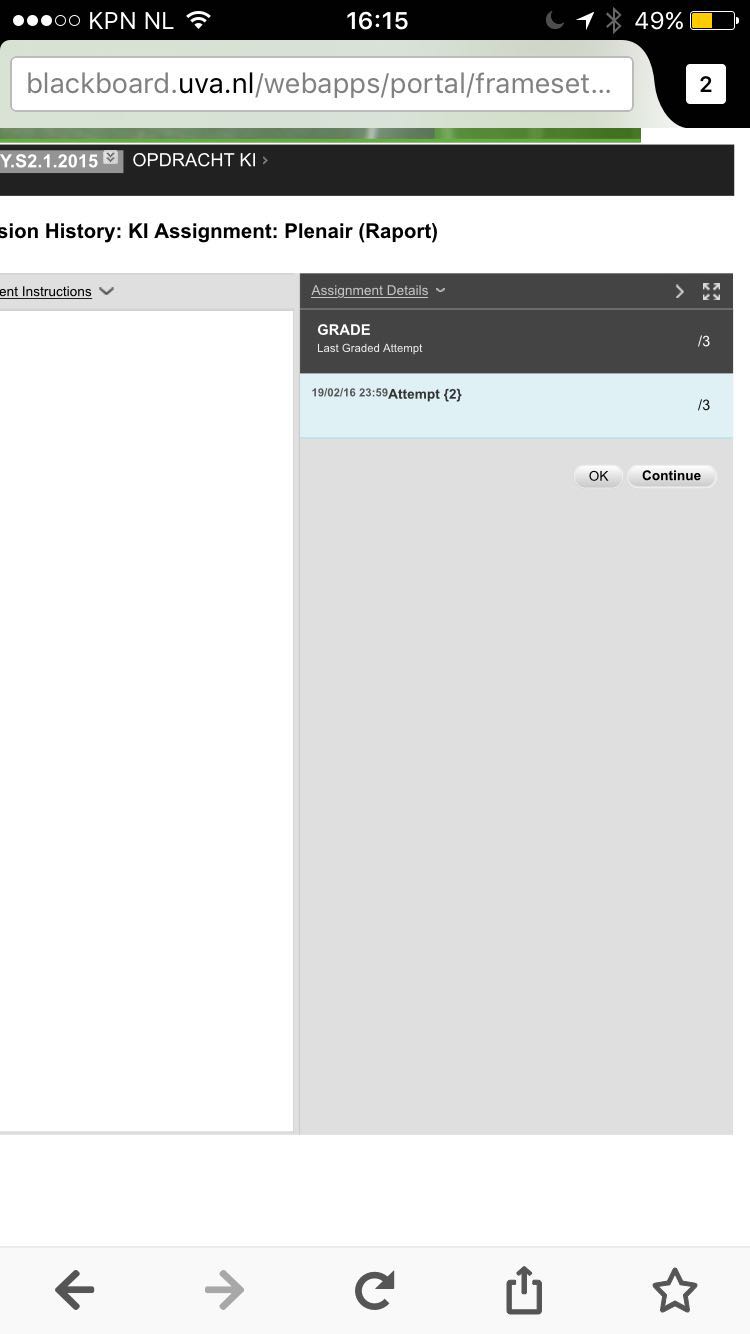 KPN NL 16:15 49%
blackboard.uva.nl/webapps/portal/frameset... 2
Y.S2.1.2015 OPDRACHT KI
sion History: KI Assignment: Plenair (Raport)
ent Instructions
Assignment Details
GRADE
Last Graded Attempt
/3
19/02/16 23:59Attempt {2}
/3
OK Continue